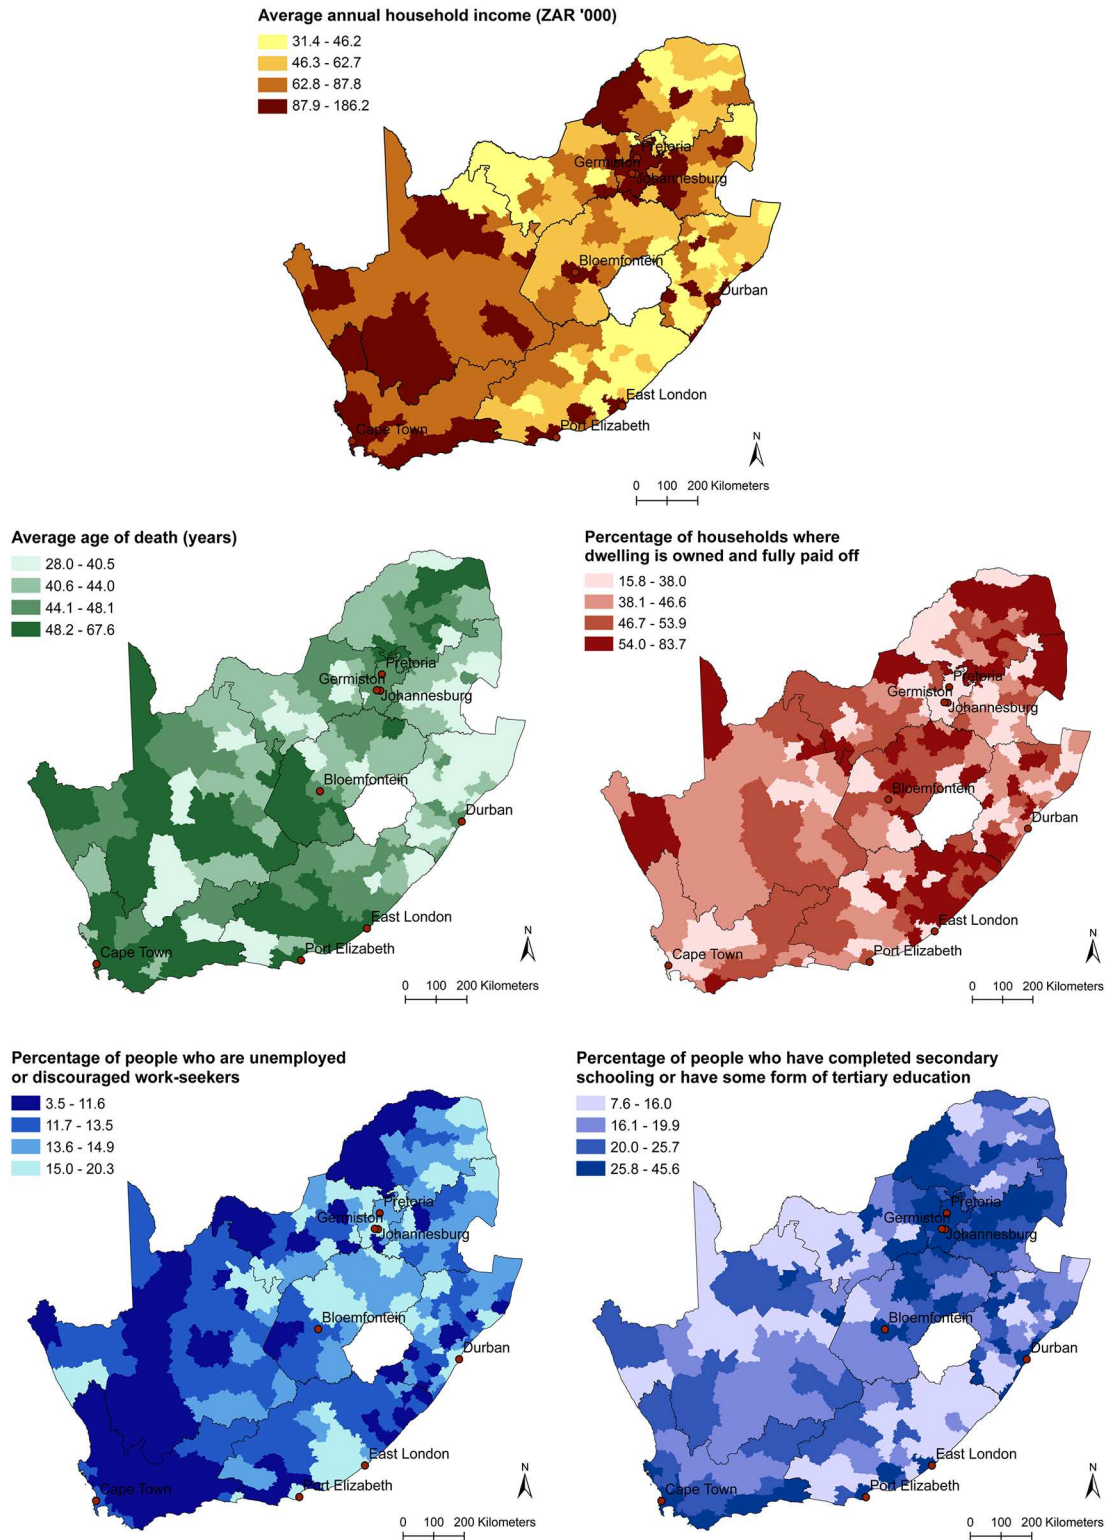 Average annual household income (ZAR '000)
31.4 - 46.2
46.3 - 62.7
62.8 - 87.8
87.9 - 186.2
Pretoria
Germiston
Johannesburg
Bloemfontein
Durban
East London
Cape Town
Port Elizabeth
N
0 100 200 Kilometers
Average age of death (years)
28.0 - 40.5
40.6 - 44.0
44.1 - 48.1
48.2 - 67.6
Pretoria
Germiston
Johannesburg
Bloemfontein
Durban
East London
Cape Town
Port Elizabeth
N
0 100 200 Kilometers
Percentage of households where
dwelling is owned and fully paid off
15.8 - 38.0
38.1 - 46.6
46.7 - 53.9
54.0 - 83.7
Pretoria
Germiston
Johannesburg
Bloemfontein
Durban
East London
Cape Town
Port Elizabeth
N
0 100 200 Kilometers
Percentage of people who are unemployed
or discouraged work-seekers
3.5 - 11.6
11.7 - 13.5
13.6 - 14.9
15.0 - 20.3
Pretoria
Germiston
Johannesburg
Bloemfontein
Durban
East London
Cape Town
Port Elizabeth
N
0 100 200 Kilometers
Percentage of people who have completed secondary
schooling or have some form of tertiary education
7.6 - 16.0
16.1 - 19.9
20.0 - 25.7
25.8 - 45.6
Pretoria
Germiston
Johannesburg
Bloemfontein
Durban
East London
Cape Town
Port Elizabeth
N
0 100 200 Kilometers